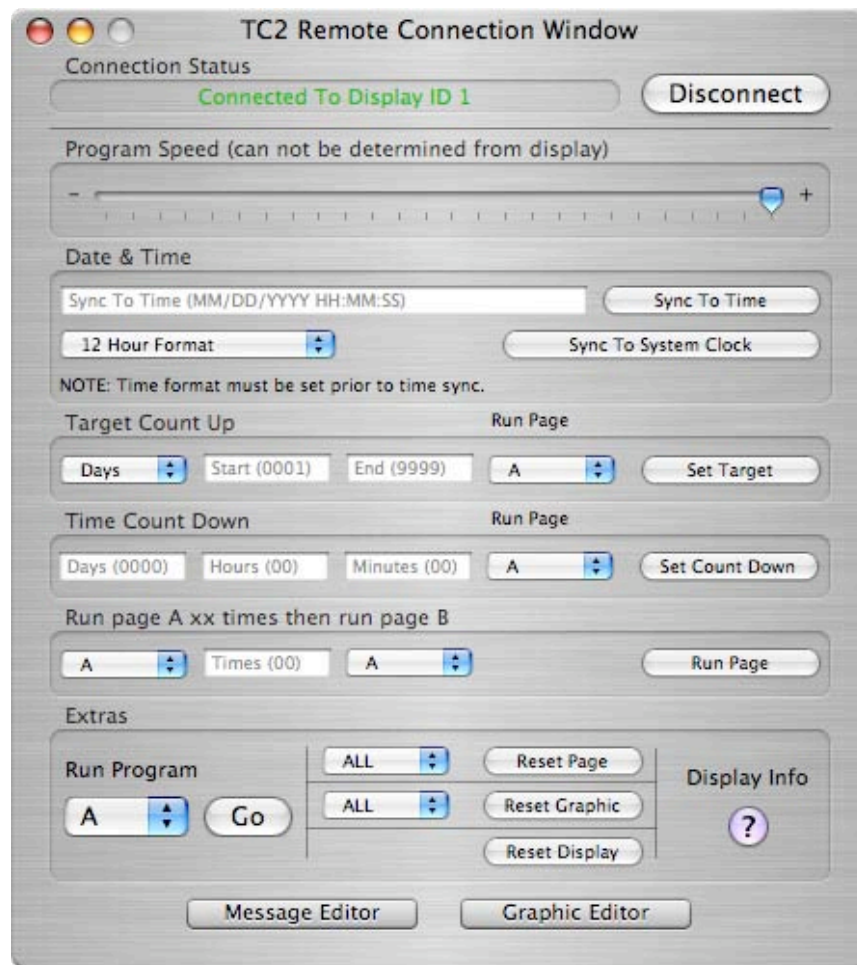 TC2 Remote Connection Window
Connection Status
Connected To Display ID 1
Disconnect
Program Speed (can not be determined from display)
- +
Date & Time
Sync To Time (MM/DD/YYYY HH:MM:SS)
Sync To Time
12 Hour Format
Sync To System Clock
NOTE: Time format must be set prior to time sync.
Target Count Up
Run Page
Days
Start (0001)
End (9999)
A
Set Target
Time Count Down
Run Page
Days (0000)
Hours (00)
Minutes (00)
A
Set Count Down
Run page A xx times then run page B
A
Times (00)
A
Run Page
Extras
Run Program
A
Go
ALL
Reset Page
ALL
Reset Graphic
Reset Display
Display Info
?
Message Editor
Graphic Editor